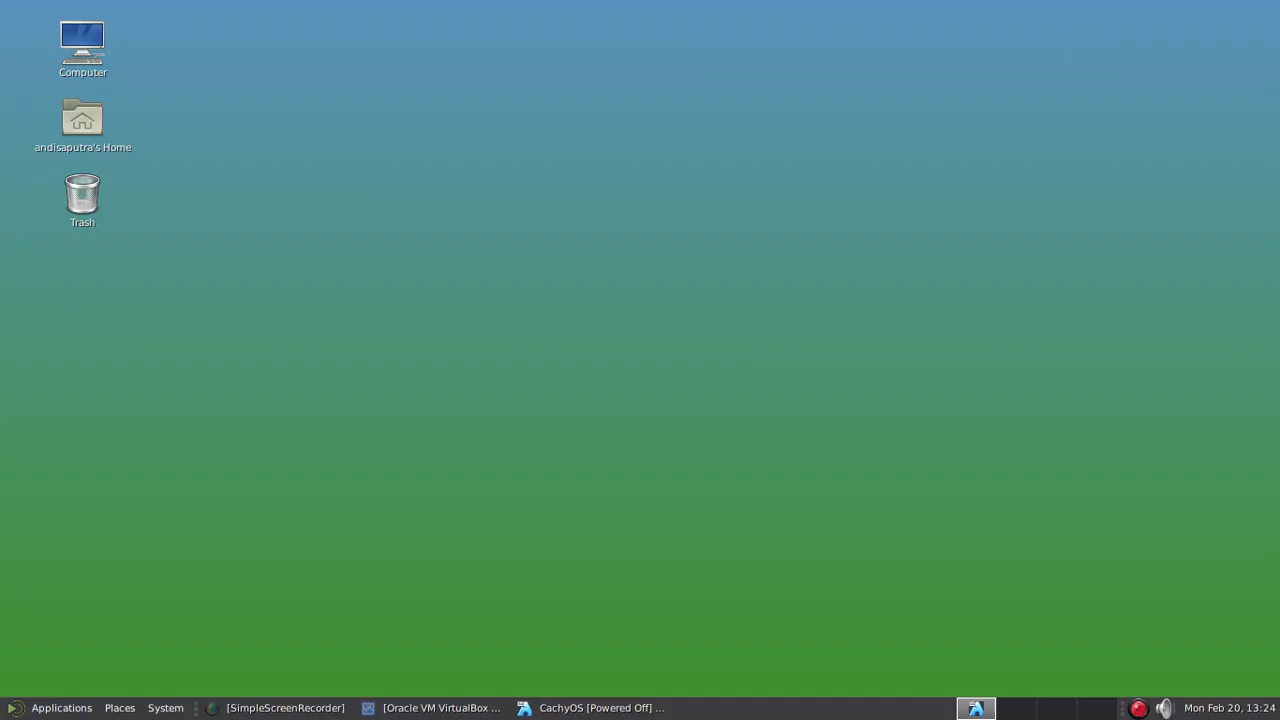 Computer
andisaputra's Home
Trash
Applications Places System [SimpleScreenRecorder] [Oracle VM VirtualBox ... CachyOS [Powered Off] ... Mon Feb 20, 13:24